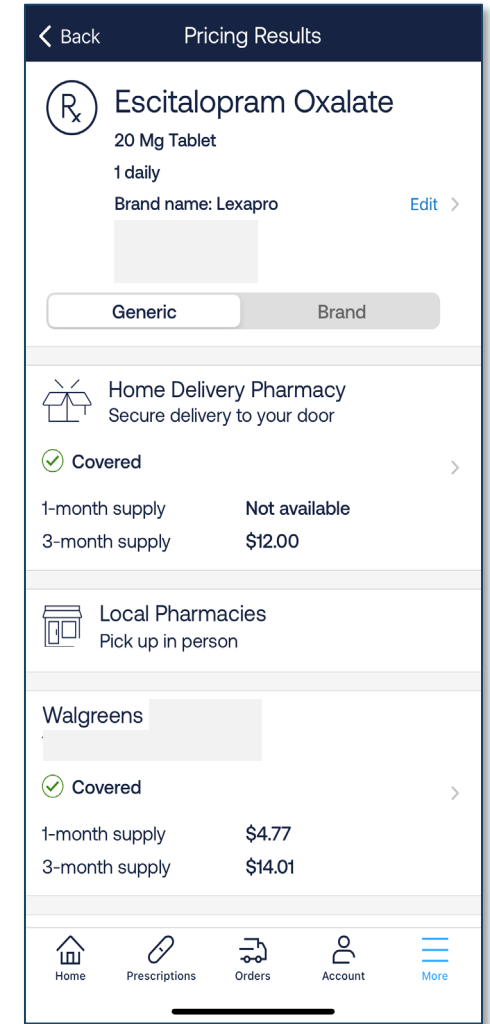 Back
Pricing Results
Rx
Escitalopram Oxalate
20 Mg Tablet
1 daily
Brand name: Lexapro
Edit
Generic
Brand
Home Delivery Pharmacy
Secure delivery to your door
Covered
1-month supply Not available
3-month supply $12.00
Local Pharmacies
Pick up in person
Walgreens
Covered
1-month supply $4.77
3-month supply $14.01
Home Prescriptions Orders Account More